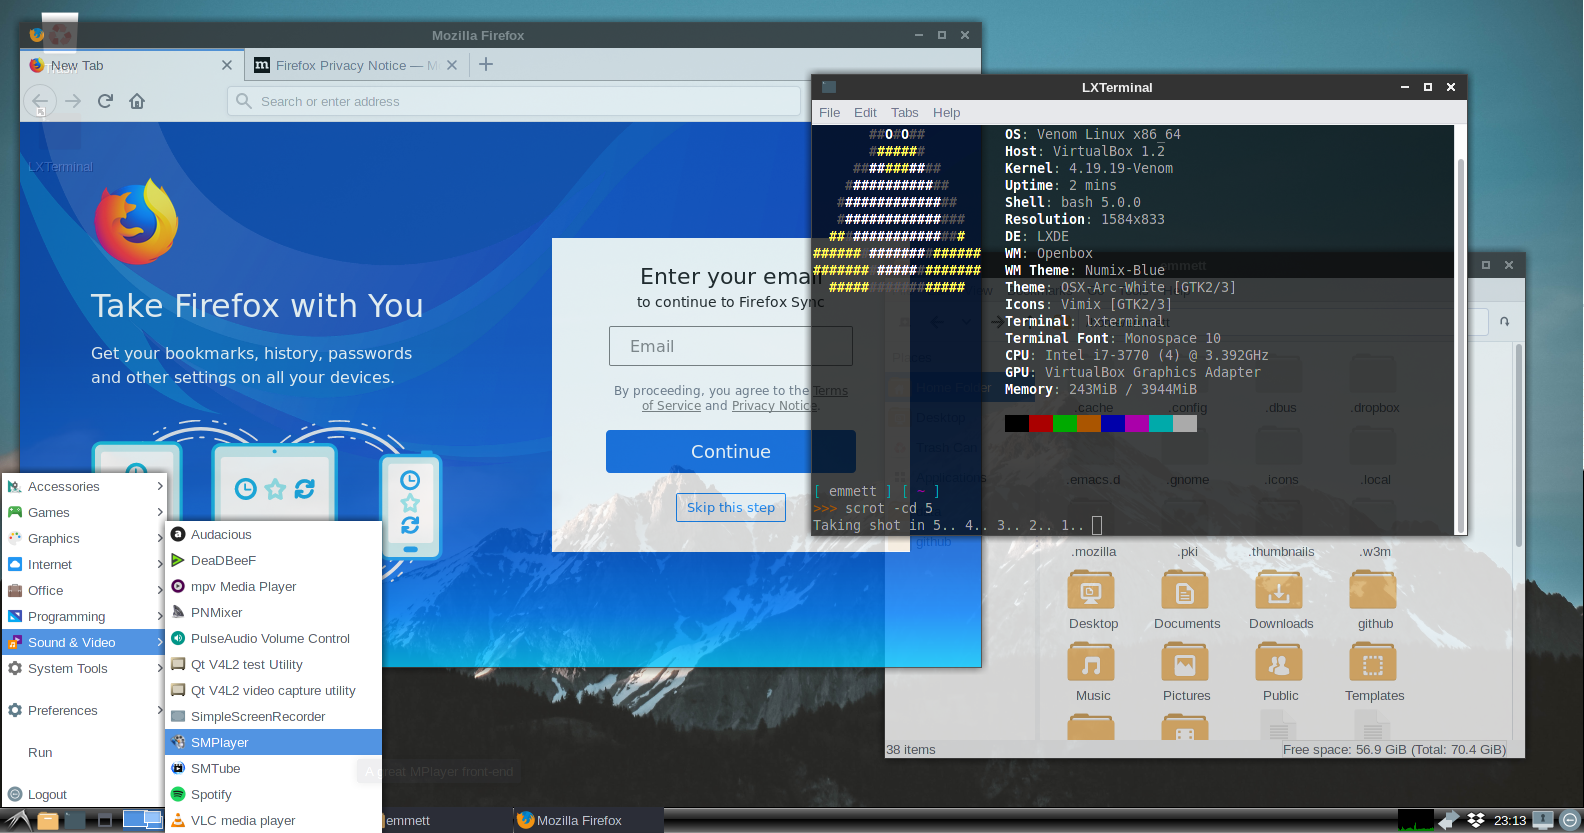 Mozilla Firefox
New Tab
Firefox Privacy Notice — M
Search or enter address
LXTerminal
Take Firefox with You
Get your bookmarks, history, passwords
and other settings on all your devices.
Enter your email
to continue to Firefox Sync
Email
By proceeding, you agree to the Terms
of Service and Privacy Notice.
Continue
Skip this step
LXTerminal
File Edit Tabs Help
##O#O##
#######
###########
#############
###############
################
OS: Venom Linux x86_64
Host: VirtualBox 1.2
Kernel: 4.19.19-Venom
Uptime: 2 mins
Shell: bash 5.0.0
Resolution: 1584x833
DE: LXDE
WM: Openbox
WM Theme: Numix-Blue
Theme: OSX-Arc-White [GTK2/3]
Icons: Vimix [GTK2/3]
Terminal: lxterminal
Terminal Font: Monospace 10
CPU: Intel i7-3770 (4) @ 3.392GHz
GPU: VirtualBox Graphics Adapter
Memory: 243MiB / 3944MiB
[ emmett ] [ ~ ]
>>> scrot -cd 5
Taking shot in 5.. 4.. 3.. 2.. 1..
emmett
Desktop
github
.cache .config .dbus .dropbox
.emacs.d .gnome .icons .local
.mozilla .pki .thumbnails .w3m
Desktop Documents Downloads github
Music Pictures Public Templates
38 items
Free space: 56.9 GiB (Total: 70.4 GiB)
Accessories
Games
Graphics
Internet
Office
Programming
Sound & Video
System Tools
Preferences
Run
Logout
Audacious
DeaDBeeF
mpv Media Player
PNMixer
PulseAudio Volume Control
Qt V4L2 test Utility
Qt V4L2 video capture utility
SimpleScreenRecorder
SMPlayer
SMTube
Spotify
VLC media player
A great MPlayer front-end
emmett
Mozilla Firefox
23:13